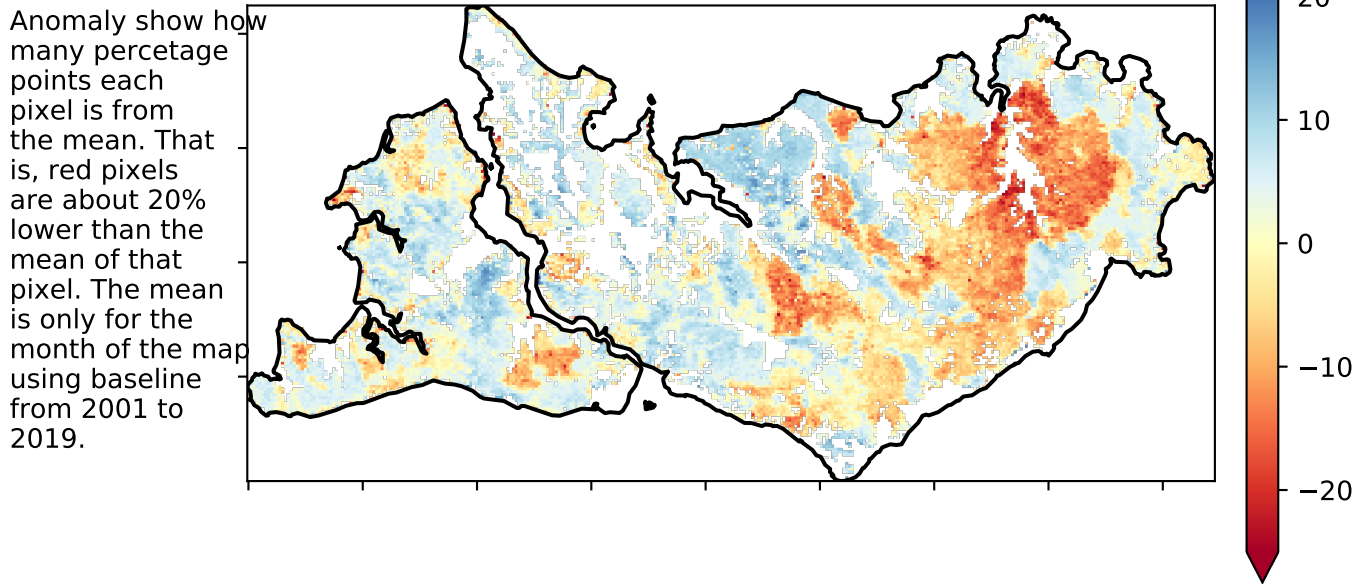 Anomaly show how
many percetage
points each
pixel is from
the mean. That
is, red pixels
are about 20%
lower than the
mean of that
pixel. The mean
is only for the
month of the map
using baseline
from 2001 to
2019.
20
10
0
−10
−20